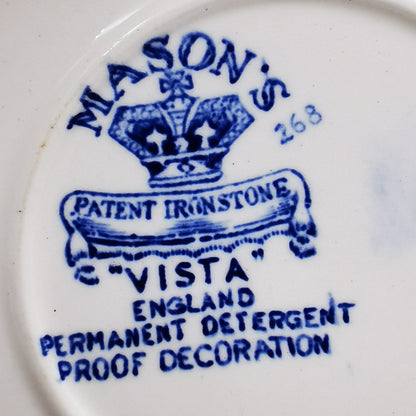 MASON'S
268
PATENT IRONSTONE
"VISTA"
ENGLAND
PERMANENT DETERGENT
PROOF DECORATION